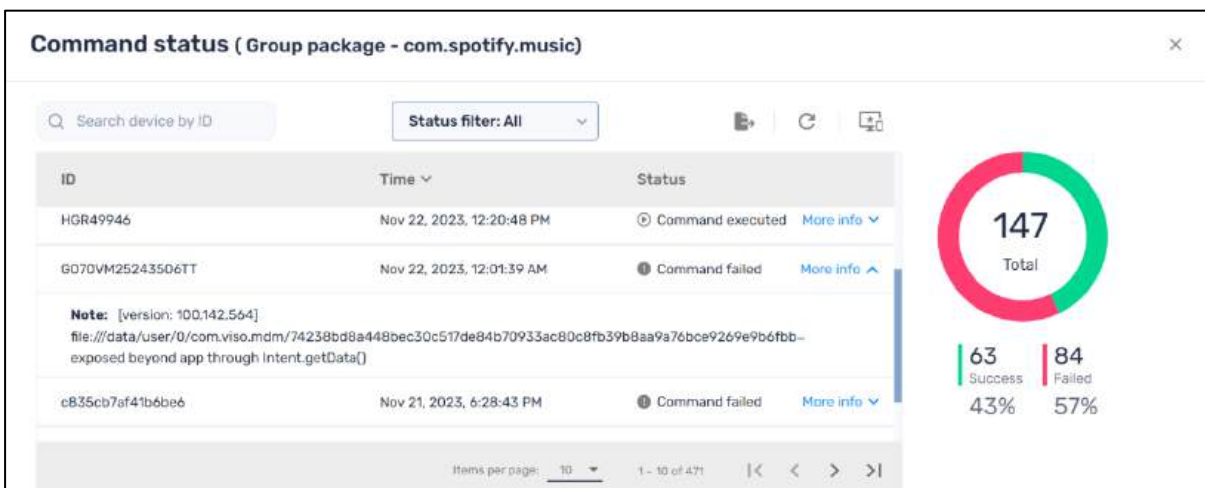 Command status ( Group package - com.spotify.music)
Search device by ID
Status filter: All
ID Time Status
HGR49946 Nov 22, 2023, 12:20:48 PM Command executed More info
G070VM25243506TT Nov 22, 2023, 12:01:39 AM Command failed More info
Note: [version: 100.142.564]
file:///data/user/0/com.viso.mdm/74238bd8a448bec30c517de84b70933ac80c8fb39b8aa9a76bce9269e9b6fbb—
exposed beyond app through Intent.getData()
c835cb7af41b6be6 Nov 21, 2023, 6:28:43 PM Command failed More info
Items per page: 10 1 – 10 of 471
147
Total
63 84
Success Failed
43% 57%